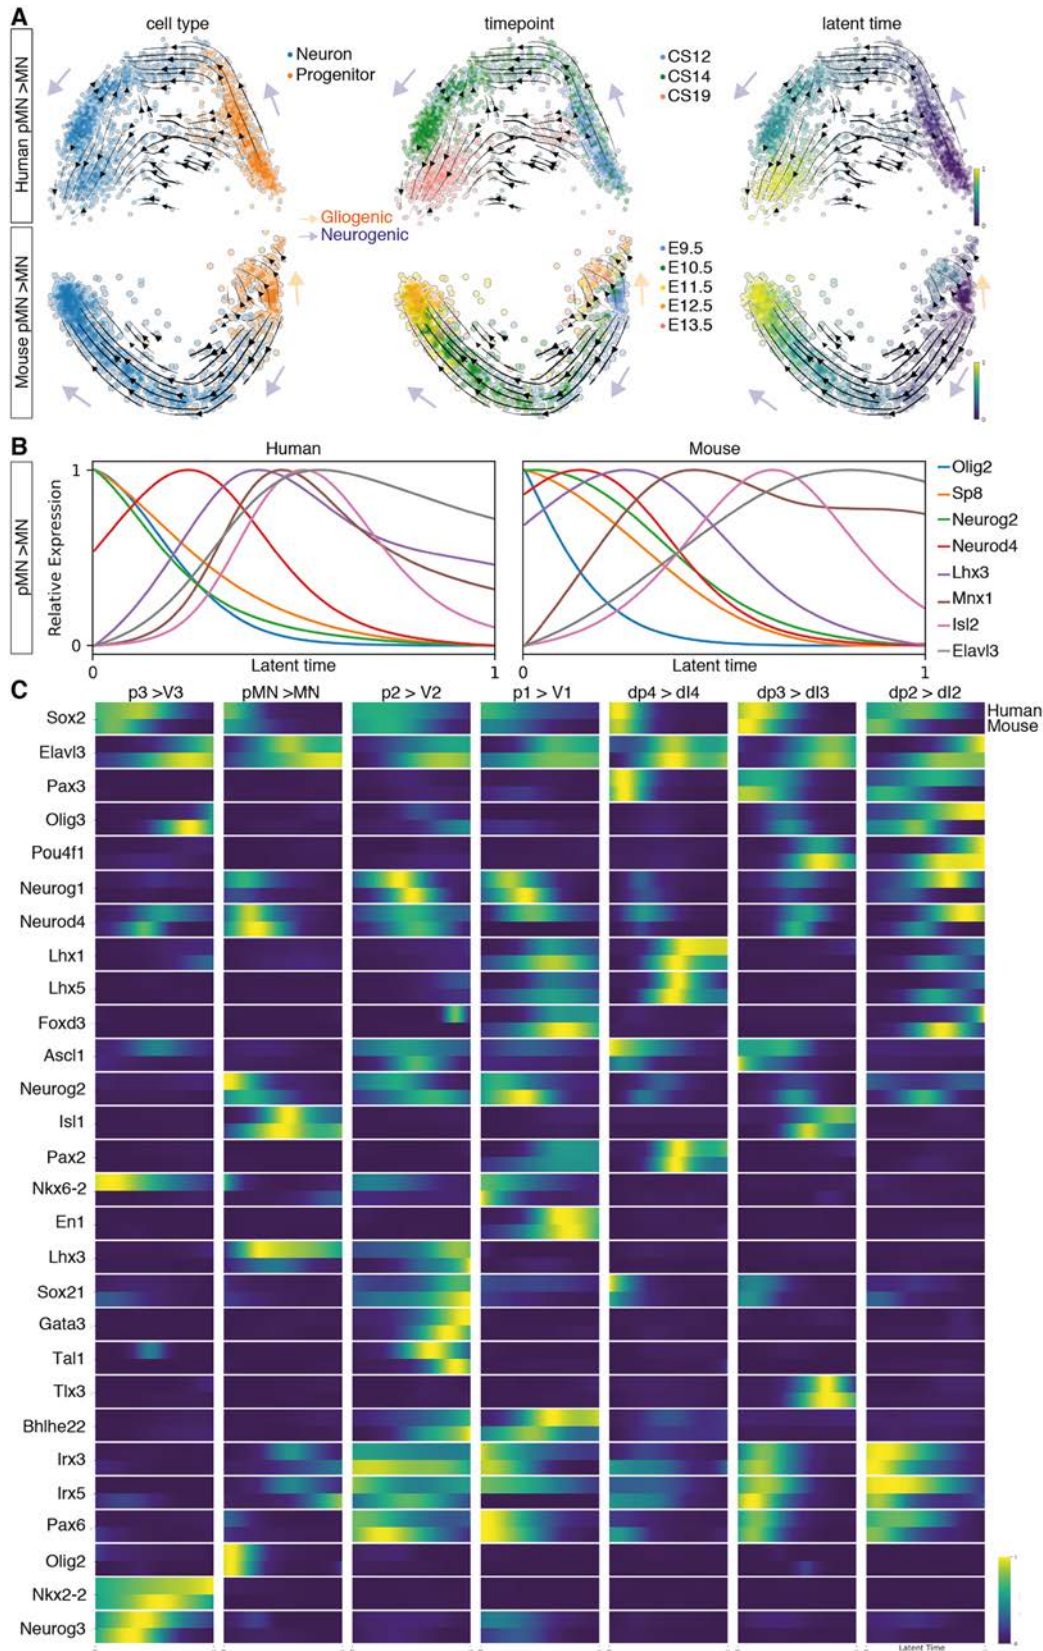 A
cell type
timepoint
latent time
Human pMN >MN
Neuron
Progenitor
CS12
CS14
CS19
1
0
Gliogenic
Neurogenic
Mouse pMN >MN
E9.5
E10.5
E11.5
E12.5
E13.5
1
0
B
Human
Mouse
pMN >MN
Relative Expression
1
0
0
Latent time
1
0
Latent time
1
Olig2
Sp8
Neurog2
Neurod4
Lhx3
Mnx1
Isl2
Elavl3
C
p3 >V3
pMN >MN
p2 > V2
p1 > V1
dp4 > dI4
dp3 > dI3
dp2 > dI2
Human
Mouse
Sox2
Elavl3
Pax3
Olig3
Pou4f1
Neurog1
Neurod4
Lhx1
Lhx5
Foxd3
Ascl1
Neurog2
Isl1
Pax2
Nkx6-2
En1
Lhx3
Sox21
Gata3
Tal1
Tlx3
Bhlhe22
Irx3
Irx5
Pax6
Olig2
Nkx2-2
Neurog3
Latent Time